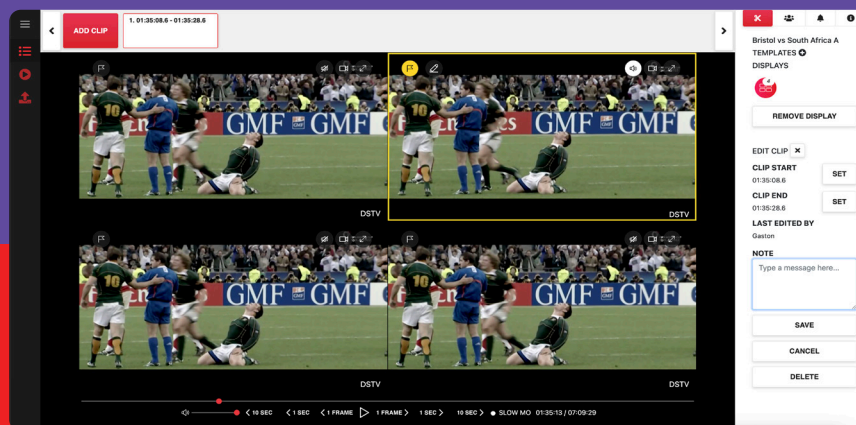 ADD CLIP
1. 01:35:08.6 - 01:35:28.6
10
GMF
GMF
DSTV
10
GMF
GMF
DSTV
10
GMF
GMF
DSTV
10
GMF
GMF
DSTV
10 SEC
1 SEC
1 FRAME
1 FRAME
1 SEC
10 SEC
SLOW MO
01:35:13 / 07:09:29
Bristol vs South Africa A
TEMPLATES
DISPLAYS
4
REMOVE DISPLAY
EDIT CLIP
CLIP START
01:35:08.6
SET
CLIP END
01:35:28.6
SET
LAST EDITED BY
Gaston
NOTE
Type a message here...
SAVE
CANCEL
DELETE